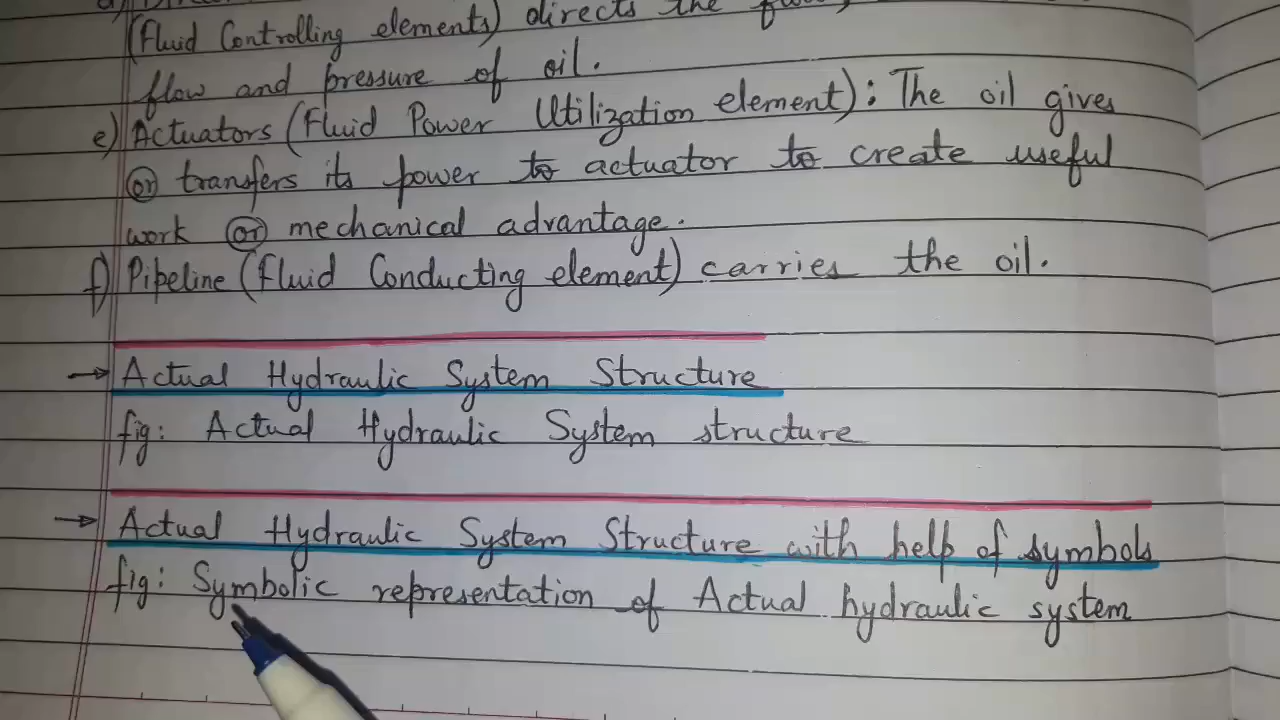 (Fluid Controlling elements) directs the
flow and pressure of oil.
e) Actuators (Fluid Power Utilization element): The oil gives
or transfers its power to actuator to create useful
work or mechanical advantage.
f) Pipeline (Fluid Conducting element) carries the oil.
→ Actual Hydraulic System Structure
fig: Actual Hydraulic System structure
→ Actual Hydraulic System Structure with help of symbols
fig: Symbolic representation of Actual hydraulic system